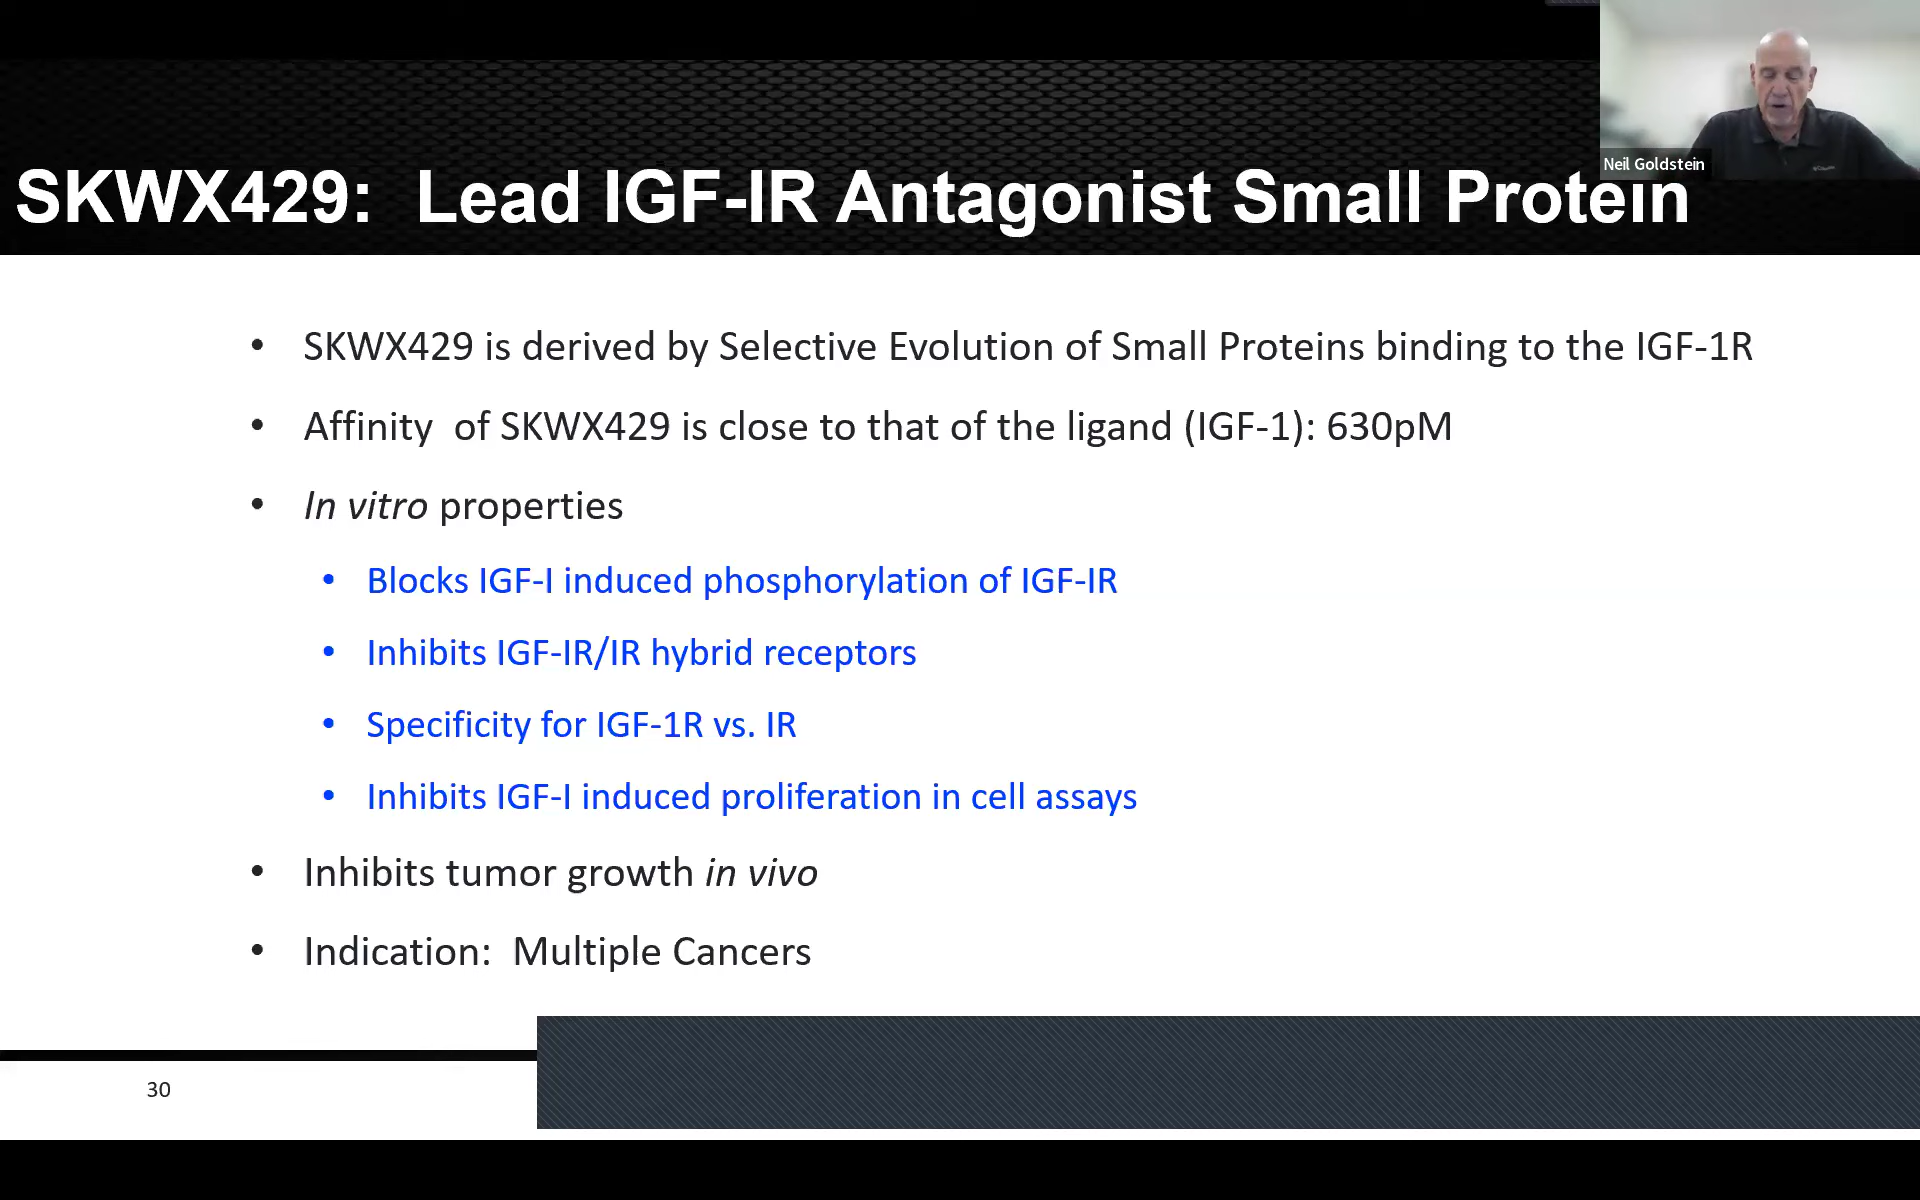 Neil Goldstein
SKWX429: Lead IGF-IR Antagonist Small Protein
• SKWX429 is derived by Selective Evolution of Small Proteins binding to the IGF-1R
• Affinity of SKWX429 is close to that of the ligand (IGF-1): 630pM
• In vitro properties
• Blocks IGF-I induced phosphorylation of IGF-IR
• Inhibits IGF-IR/IR hybrid receptors
• Specificity for IGF-1R vs. IR
• Inhibits IGF-I induced proliferation in cell assays
• Inhibits tumor growth in vivo
• Indication: Multiple Cancers
30